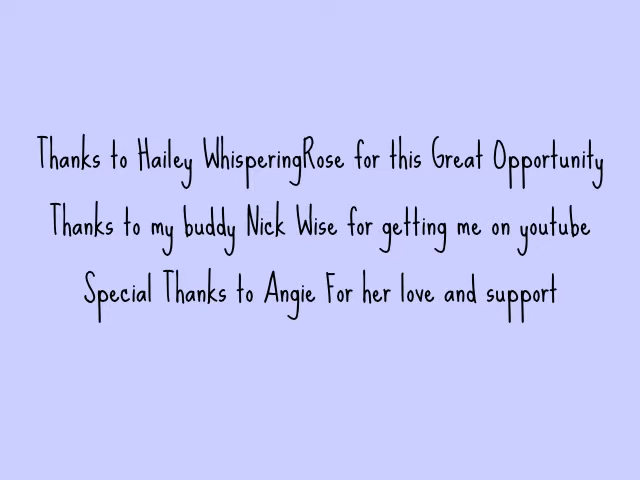 Thanks to Hailey WhisperingRose for this Great Opportunity
Thanks to my buddy Nick Wise for getting me on youtube
Special Thanks to Angie For her love and support